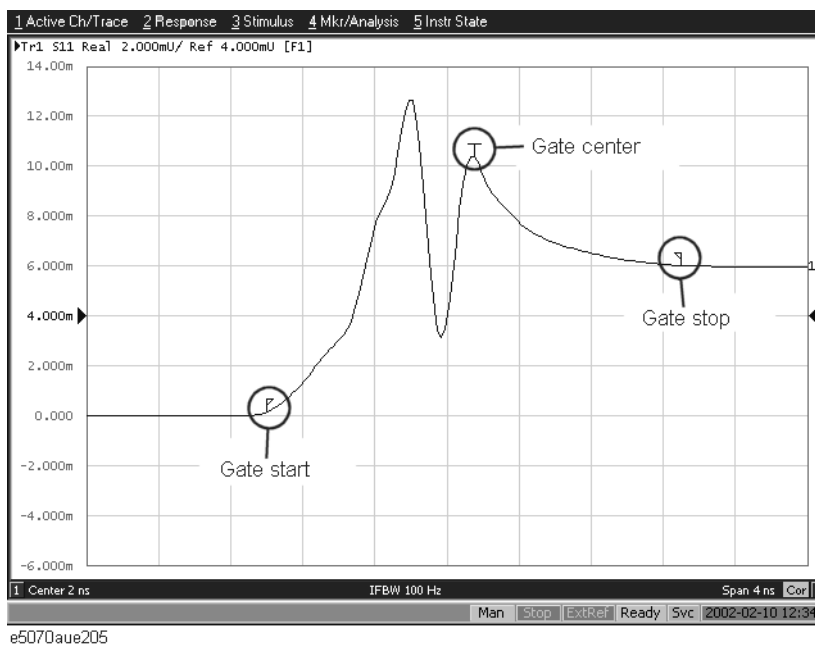 1 Active Ch/Trace 2 Response 3 Stimulus 4 Mkr/Analysis 5 Instr State
▶Tr1 S11 Real 2.000mU/ Ref 4.000mU [F1]
14.00m
12.00m
Gate center
10.00m
8.000m
6.000m
1
4.000m
Gate stop
2.000m
0.000
Gate start
-2.000m
-4.000m
-6.000m
1 Center 2 ns IFBW 100 Hz Span 4 ns Cor
Man Stop ExtRef Ready Svc 2002-02-10 12:34
e5070aue205